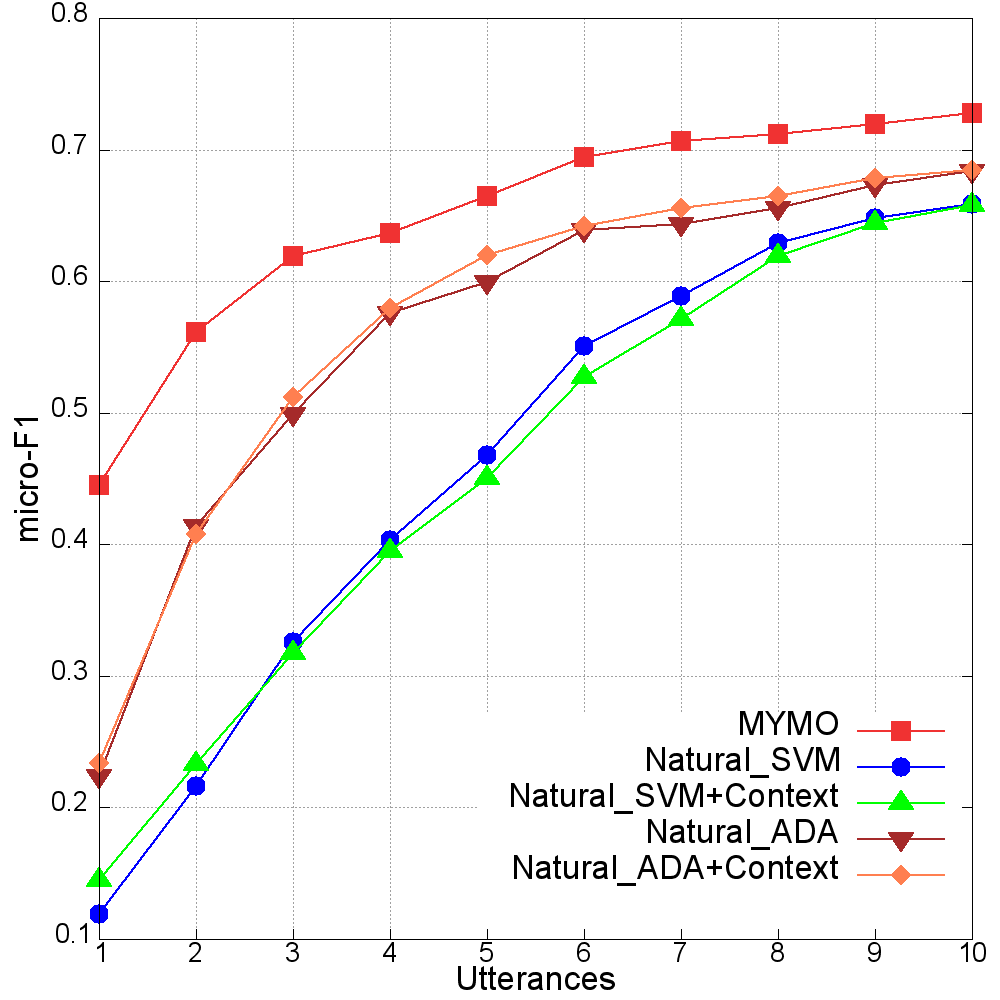 0.8
0.7
0.6
0.5
0.4
0.3
0.2
0.1
micro-F1
MYMO
Natural_SVM
Natural_SVM+Context
Natural_ADA
Natural_ADA+Context
1 2 3 4 5 6 7 8 9 10
Utterances